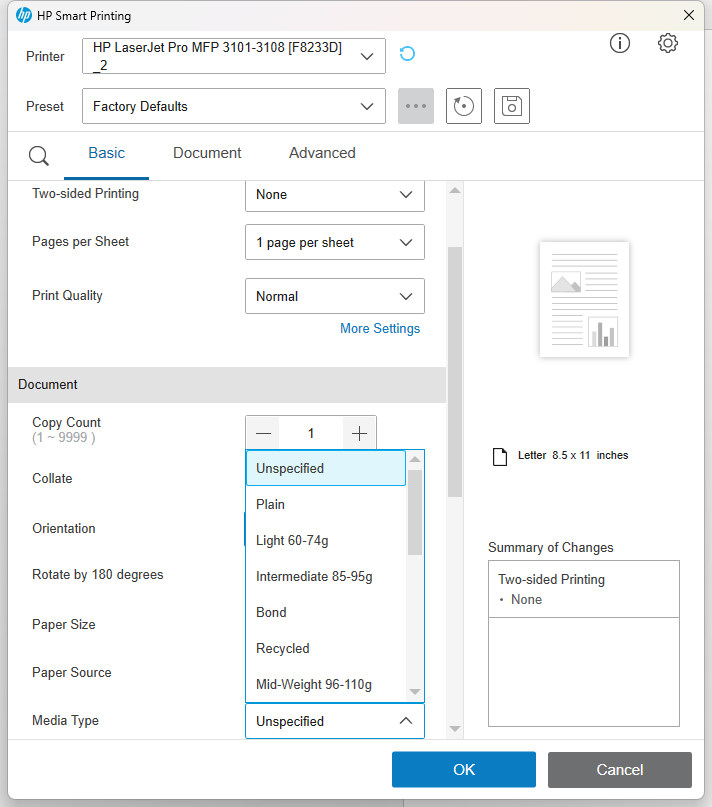 hp HP Smart Printing
Printer
HP LaserJet Pro MFP 3101-3108 [F8233D]
_2
Preset
Factory Defaults
Basic
Document
Advanced
Two-sided Printing
None
Pages per Sheet
1 page per sheet
Print Quality
Normal
More Settings
Document
Copy Count
(1 ~ 9999 )
1
Collate
Orientation
Rotate by 180 degrees
Paper Size
Paper Source
Unspecified
Plain
Light 60-74g
Intermediate 85-95g
Bond
Recycled
Mid-Weight 96-110g
Media Type
Unspecified
Letter 8.5 x 11 inches
Summary of Changes
Two-sided Printing
• None
OK
Cancel